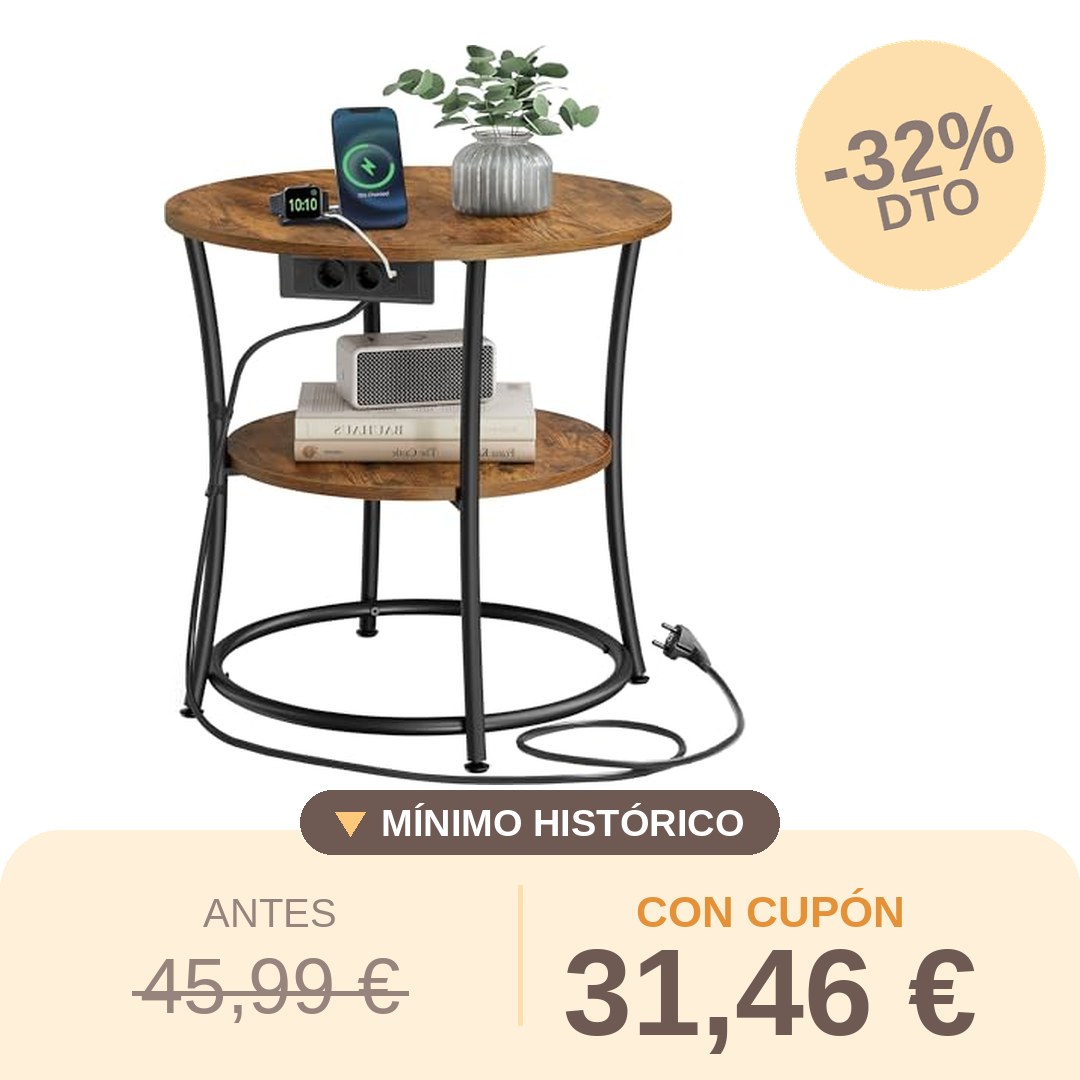 -32%
DTO
10:10
MÍNIMO HISTÓRICO
ANTES
45,99 €
CON CUPÓN
31,46 €